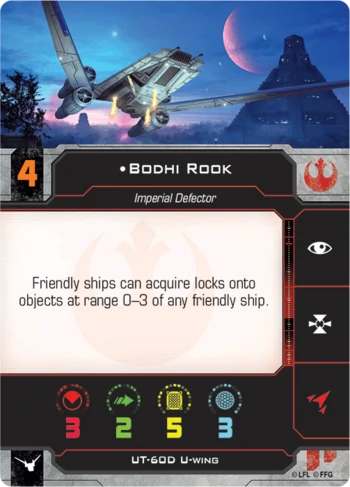 4
•Bodhi Rook
Imperial Defector
Friendly ships can acquire locks onto
objects at range 0–3 of any friendly ship.
3 2 5 3
UT-60D U-wing
©LFL ©FFG